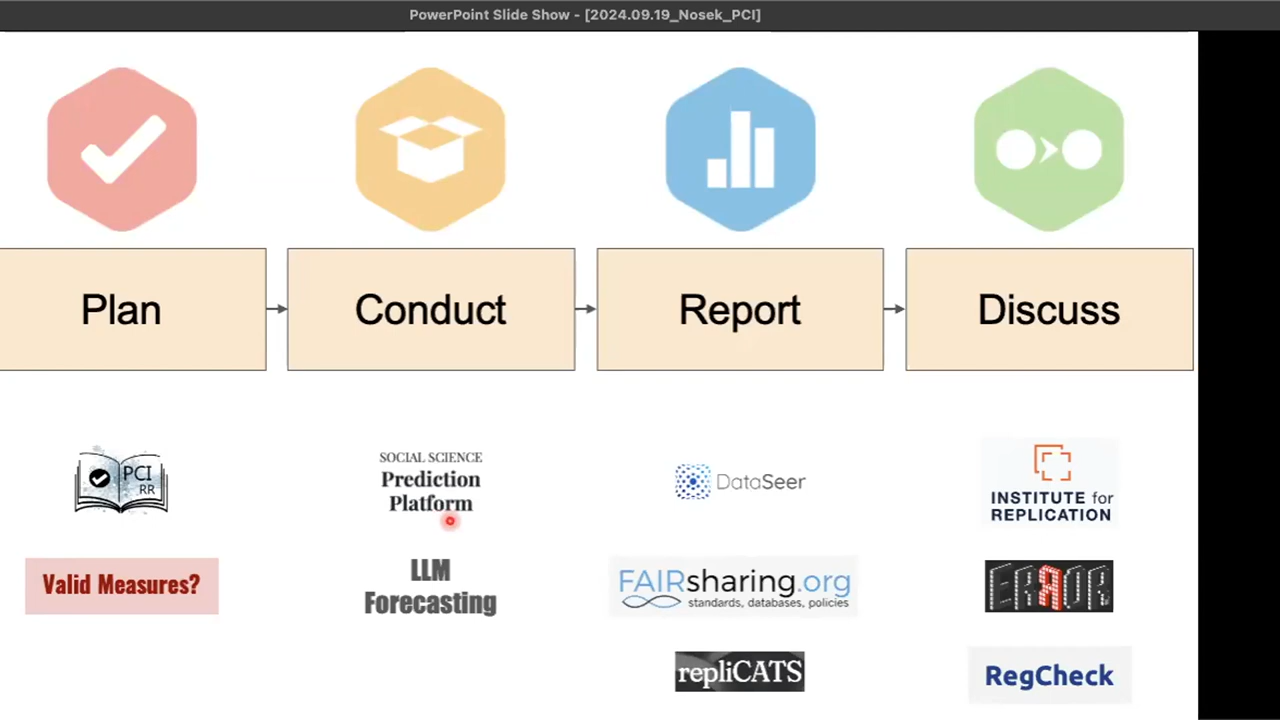 PowerPoint Slide Show - [2024.09.19_Nosek_PCI]
Plan
Conduct
Report
Discuss
PCI
RR
Valid Measures?
SOCIAL SCIENCE
Prediction
Platform
LLM
Forecasting
DataSeer
FAIRsharing.org
standards, databases, policies
repliCATS
INSTITUTE for
REPLICATION
ERROR
RegCheck